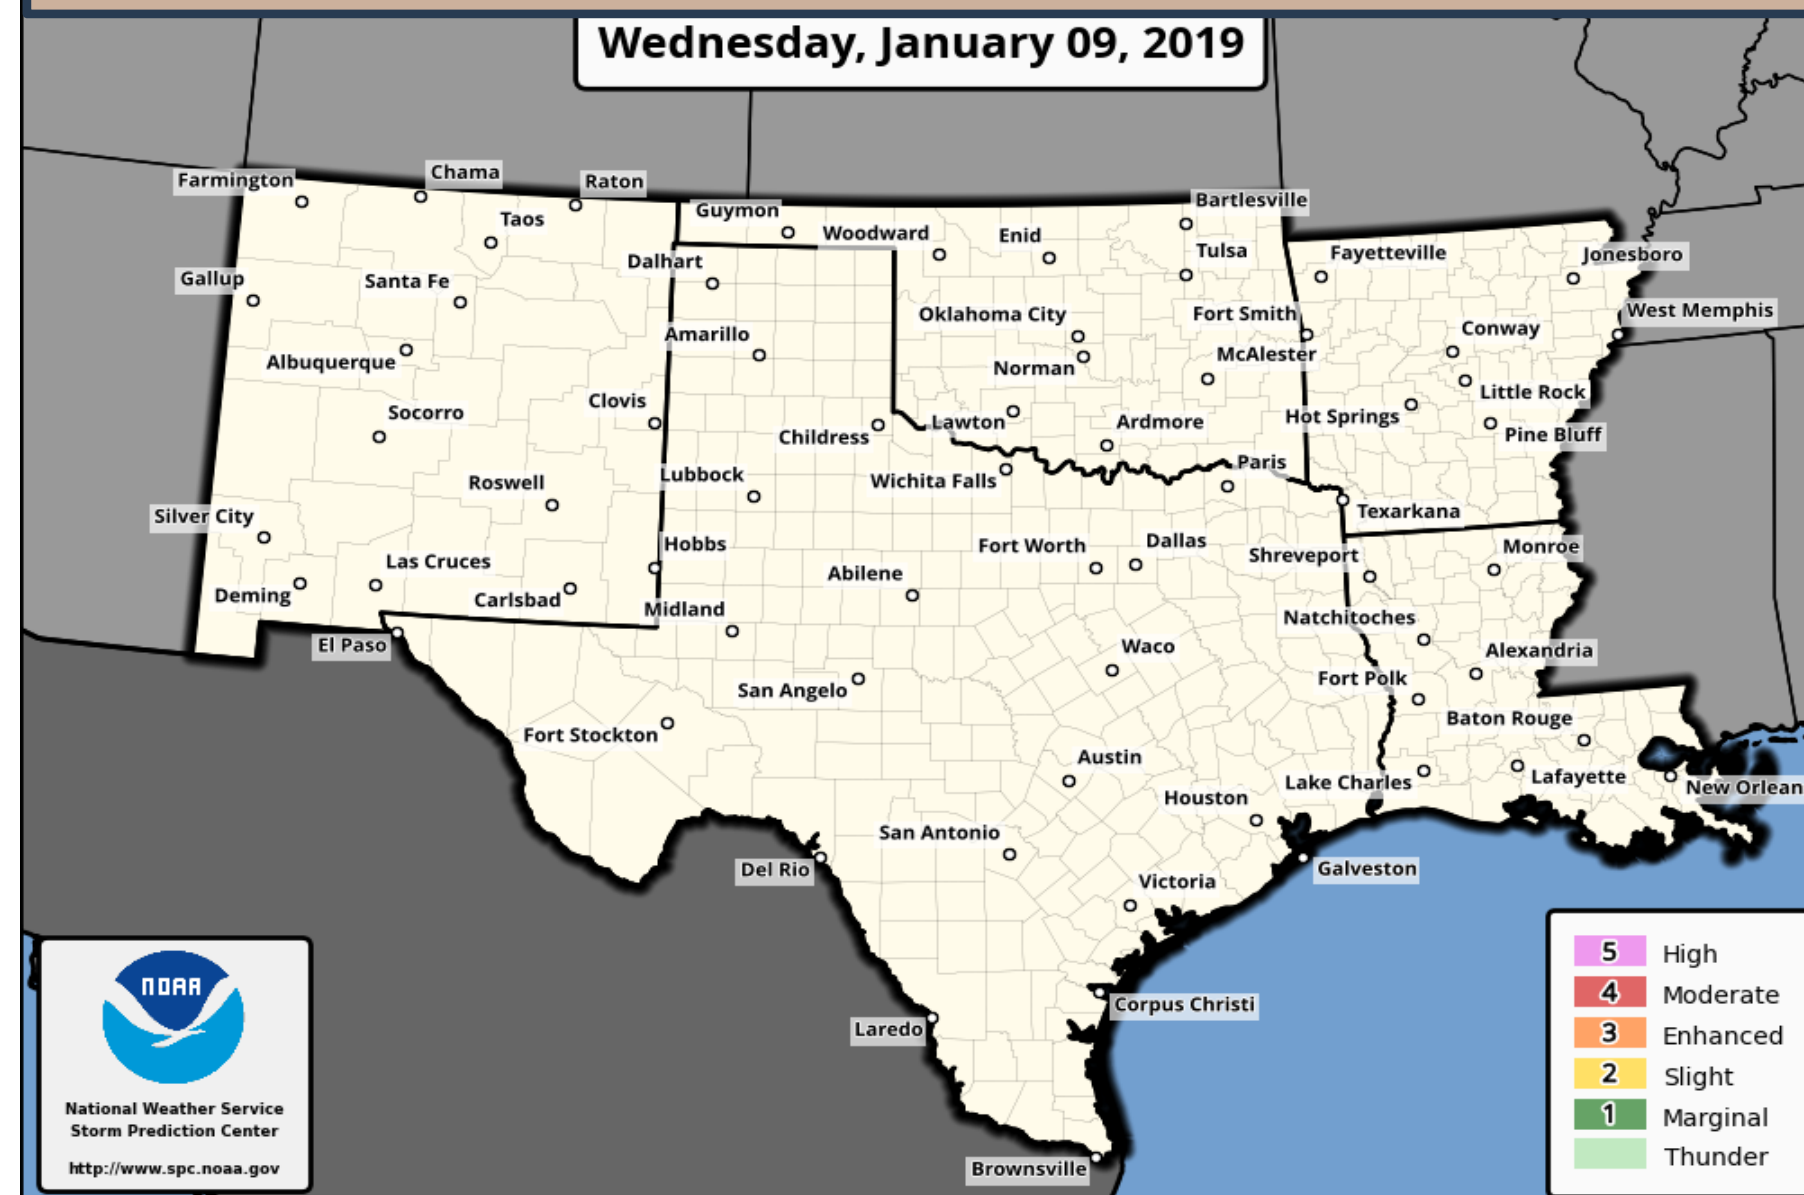 Wednesday, January 09, 2019
Farmington
Chama
Raton
Taos
Guymon
Woodward
Enid
Bartlesville
Tulsa
Fayetteville
Jonesboro
Gallup
Santa Fe
Dalhart
Oklahoma City
Fort Smith
West Memphis
Albuquerque
Amarillo
Norman
McAlester
Conway
Little Rock
Socorro
Clovis
Childress
Lawton
Ardmore
Hot Springs
Pine Bluff
Roswell
Lubbock
Wichita Falls
Paris
Silver City
Texarkana
Las Cruces
Hobbs
Fort Worth
Dallas
Shreveport
Monroe
Deming
Carlsbad
Midland
Abilene
Natchitoches
El Paso
San Angelo
Waco
Fort Polk
Alexandria
Fort Stockton
Baton Rouge
Austin
Houston
Lake Charles
Lafayette
New Orlean
San Antonio
Del Rio
Galveston
Victoria
Corpus Christi
Laredo
Brownsville
NOAA
National Weather Service
Storm Prediction Center
http://www.spc.noaa.gov
5 High
4 Moderate
3 Enhanced
2 Slight
1 Marginal
Thunder